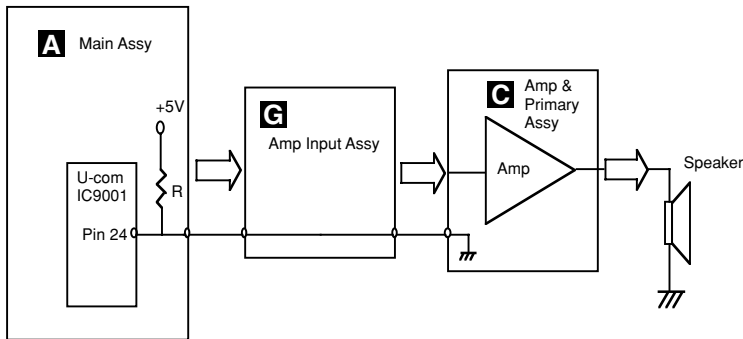 A Main Assy
+5V
R
U-com
IC9001
Pin 24
G
Amp Input Assy
C Amp &
Primary
Assy
Amp
Speaker